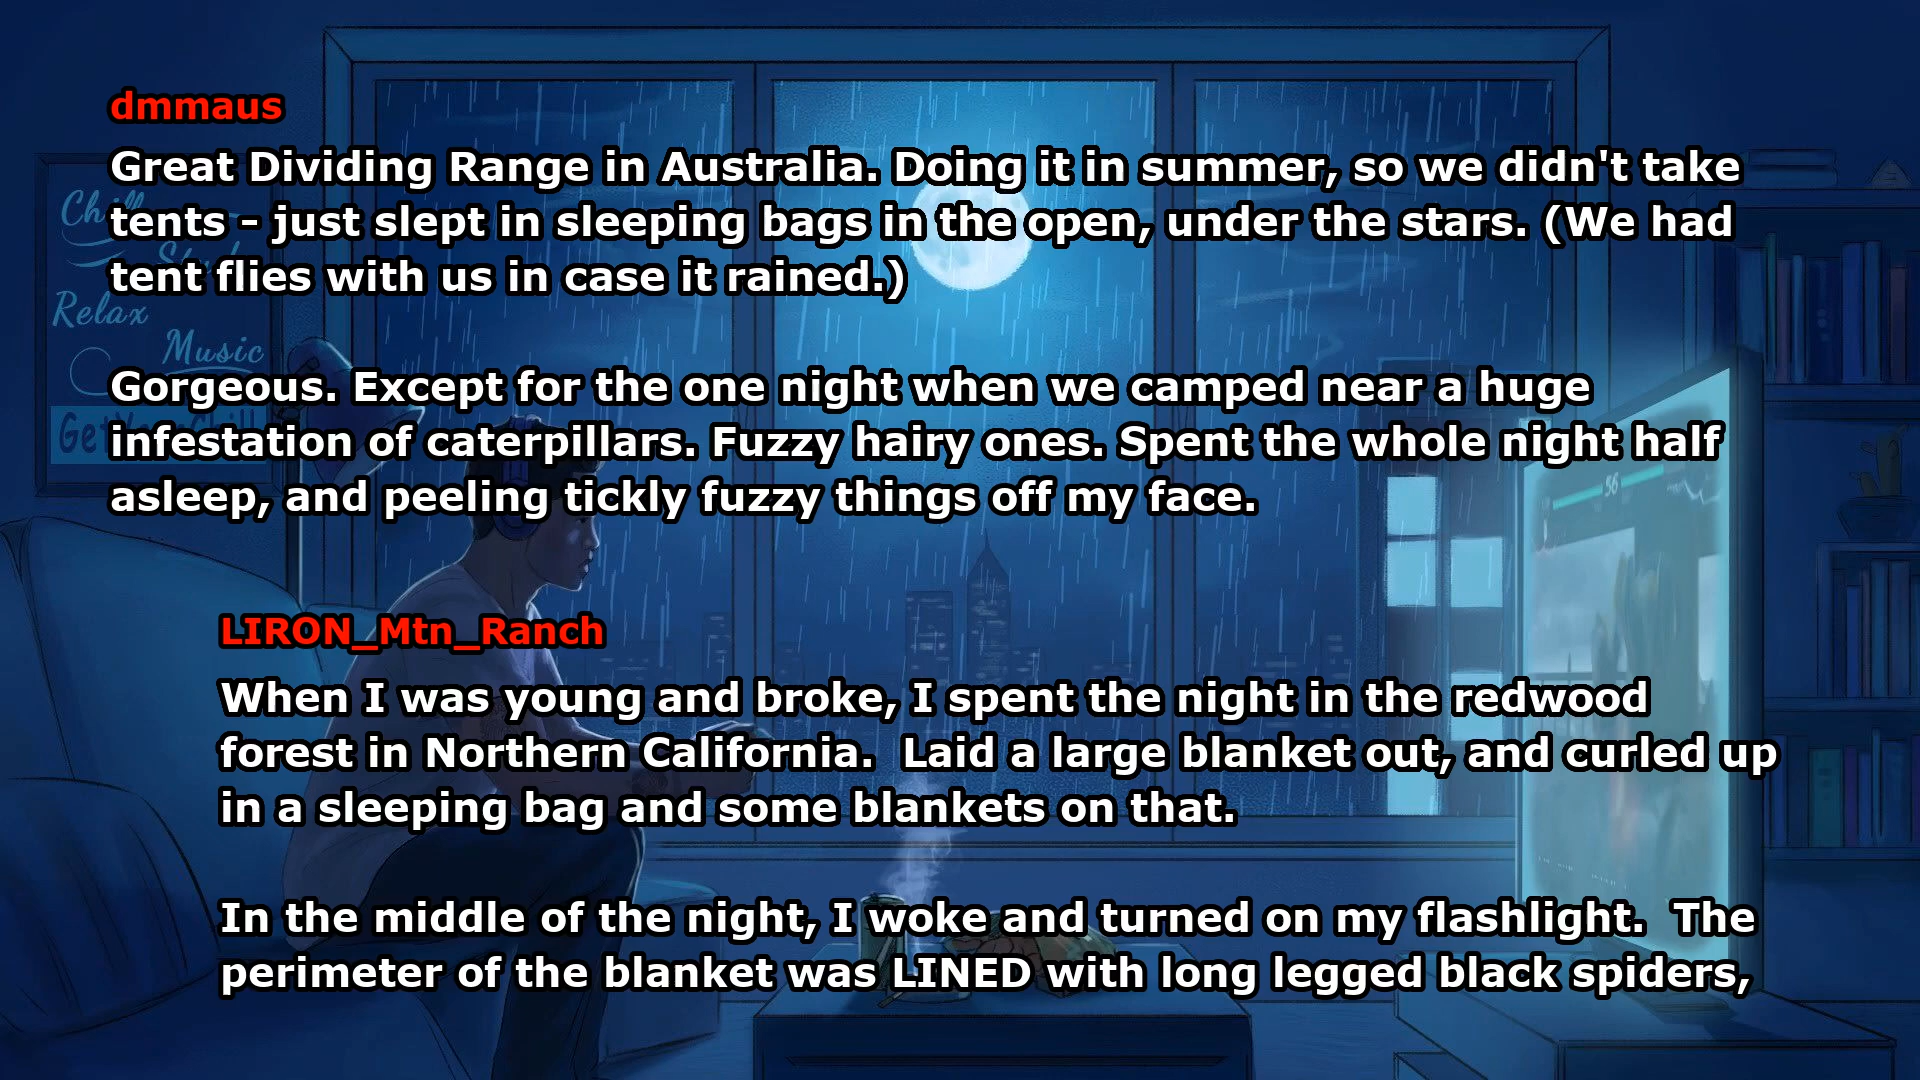 dmmaus
Great Dividing Range in Australia. Doing it in summer, so we didn't take
tents - just slept in sleeping bags in the open, under the stars. (We had
tent flies with us in case it rained.)
Gorgeous. Except for the one night when we camped near a huge
infestation of caterpillars. Fuzzy hairy ones. Spent the whole night half
asleep, and peeling tickly fuzzy things off my face.
LIRON_Mtn_Ranch
When I was young and broke, I spent the night in the redwood
forest in Northern California.  Laid a large blanket out, and curled up
in a sleeping bag and some blankets on that.
In the middle of the night, I woke and turned on my flashlight.  The
perimeter of the blanket was LINED with long legged black spiders,
Chill
Relax
Music
56